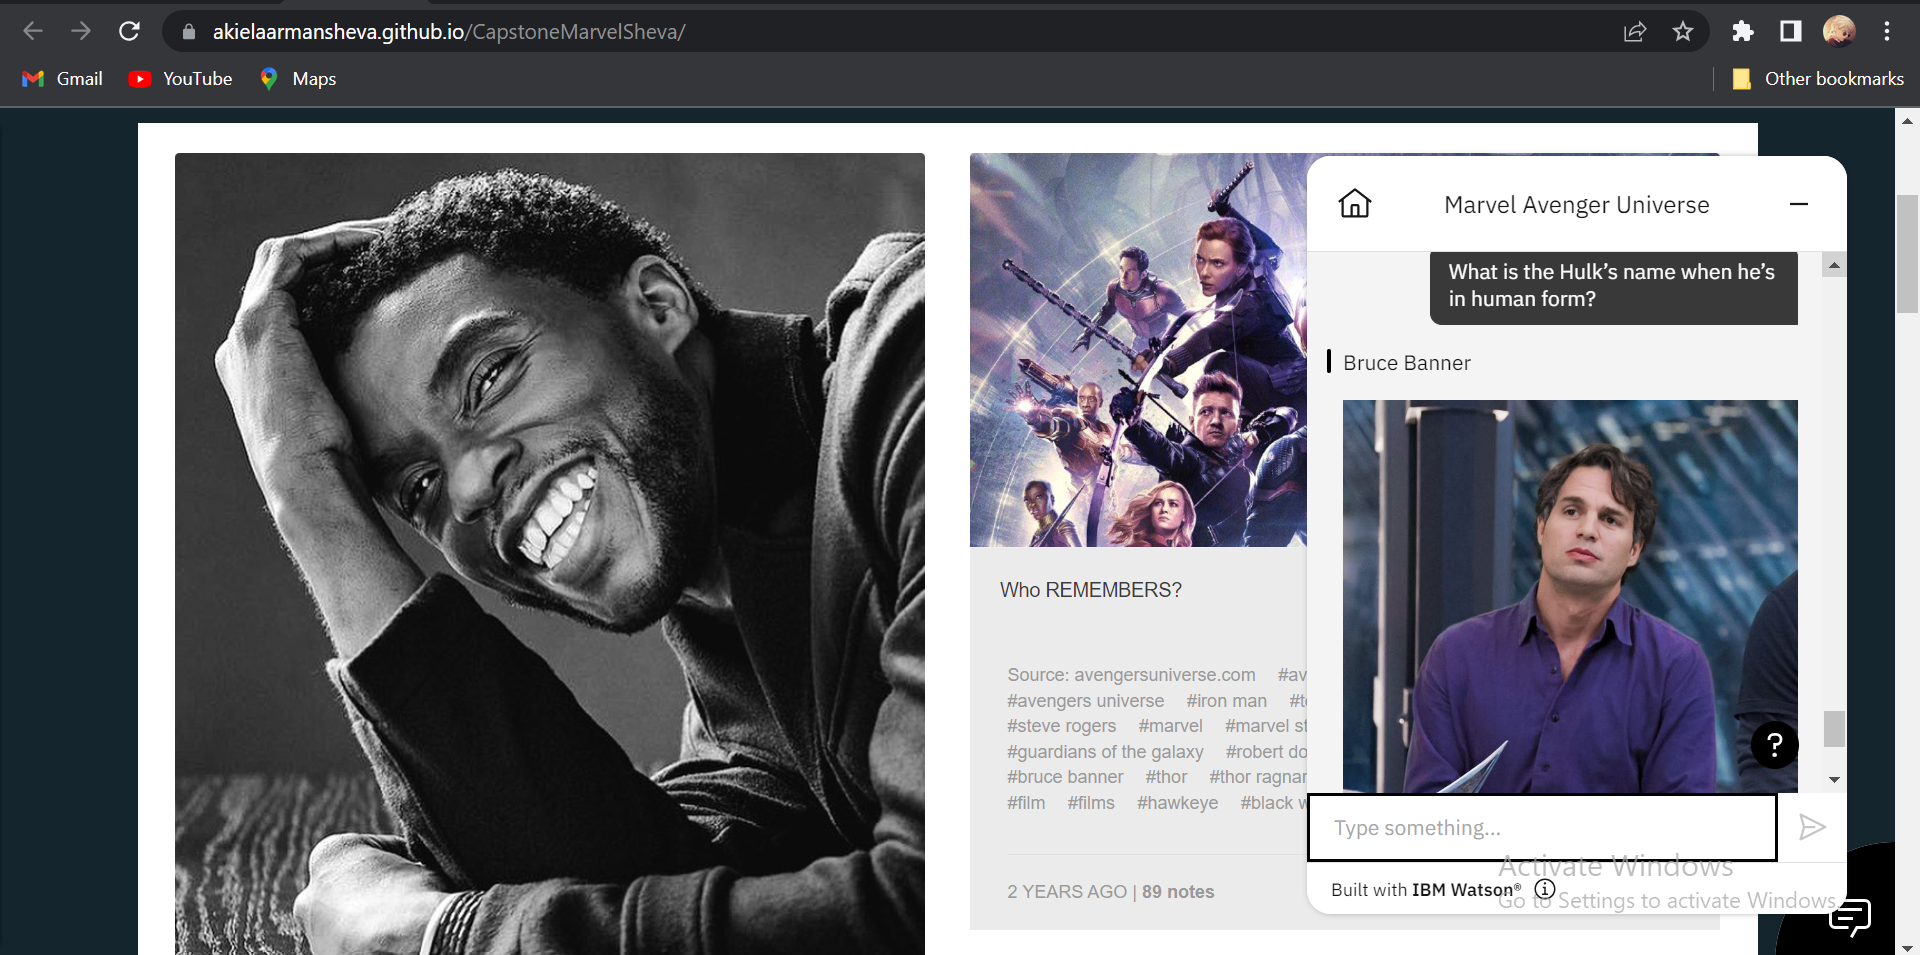 akielaarmansheva.github.io/CapstoneMarvelSheva/
Gmail YouTube Maps Other bookmarks
Marvel Avenger Universe
What is the Hulk’s name when he’s
in human form?
Bruce Banner
Who REMEMBERS?
Source: avengersuniverse.com #av
#avengers universe #iron man #t
#steve rogers #marvel #marvel st
#guardians of the galaxy #robert do
#bruce banner #thor #thor ragnar
#film #films #hawkeye #black w
2 YEARS AGO | 89 notes
?
Type something...
Built with IBM Watson®
Activate Windows
Go to Settings to activate Windows.